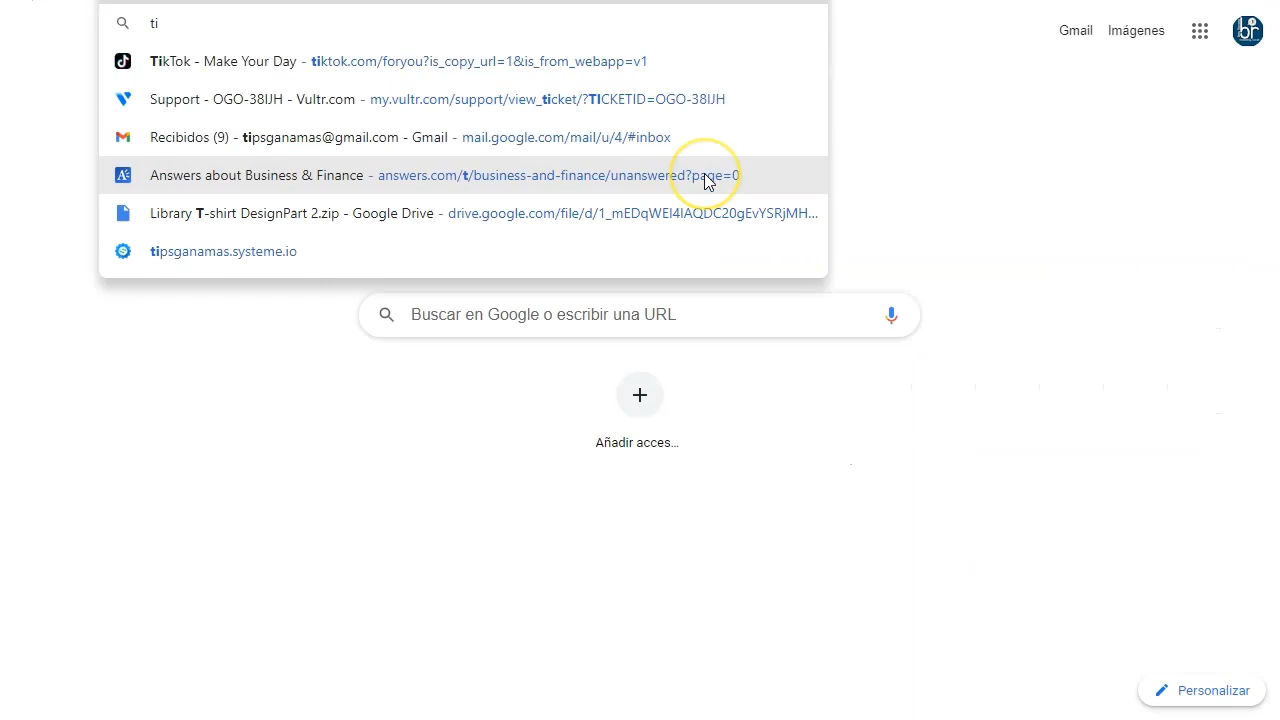 ti
Gmail Imágenes
TikTok - Make Your Day - tiktok.com/foryou?is_copy_url=1&is_from_webapp=v1
Support - OGO-38IJH - Vultr.com - my.vultr.com/support/view_ticket/?TICKETID=OGO-38IJH
Recibidos (9) - tipsganamas@gmail.com - Gmail - mail.google.com/mail/u/4/#inbox
Answers about Business & Finance - answers.com/t/business-and-finance/unanswered?page=0
Library T-shirt DesignPart 2.zip - Google Drive - drive.google.com/file/d/1_mEDqWEI4IAQDC20gEvYSRjMH...
tipsganamas.systeme.io
Buscar en Google o escribir una URL
Añadir acces...
Personalizar